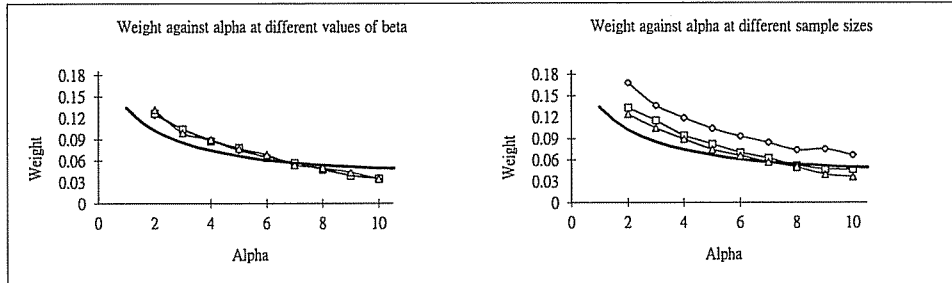 Weight against alpha at different values of beta
0.18
0.15
0.12
0.09
0.06
0.03
0
Weight
0 2 4 6 8 10
Alpha
Weight against alpha at different sample sizes
0.18
0.15
0.12
0.09
0.06
0.03
0
Weight
0 2 4 6 8 10
Alpha